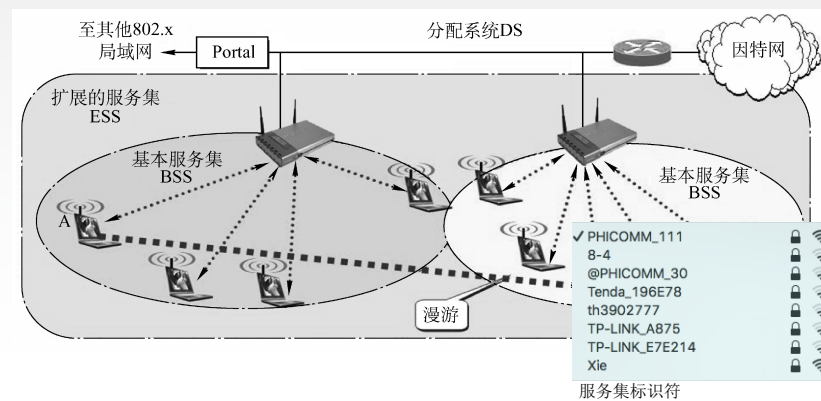 至其他802.x
局域网
Portal
分配系统DS
因特网
扩展的服务集
ESS
基本服务集
BSS
基本服务集
BSS
A
漫游
✓ PHICOMM_111
8-4
@PHICOMM_30
Tenda_196E78
th3902777
TP-LINK_A875
TP-LINK_E7E214
Xie
服务集标识符